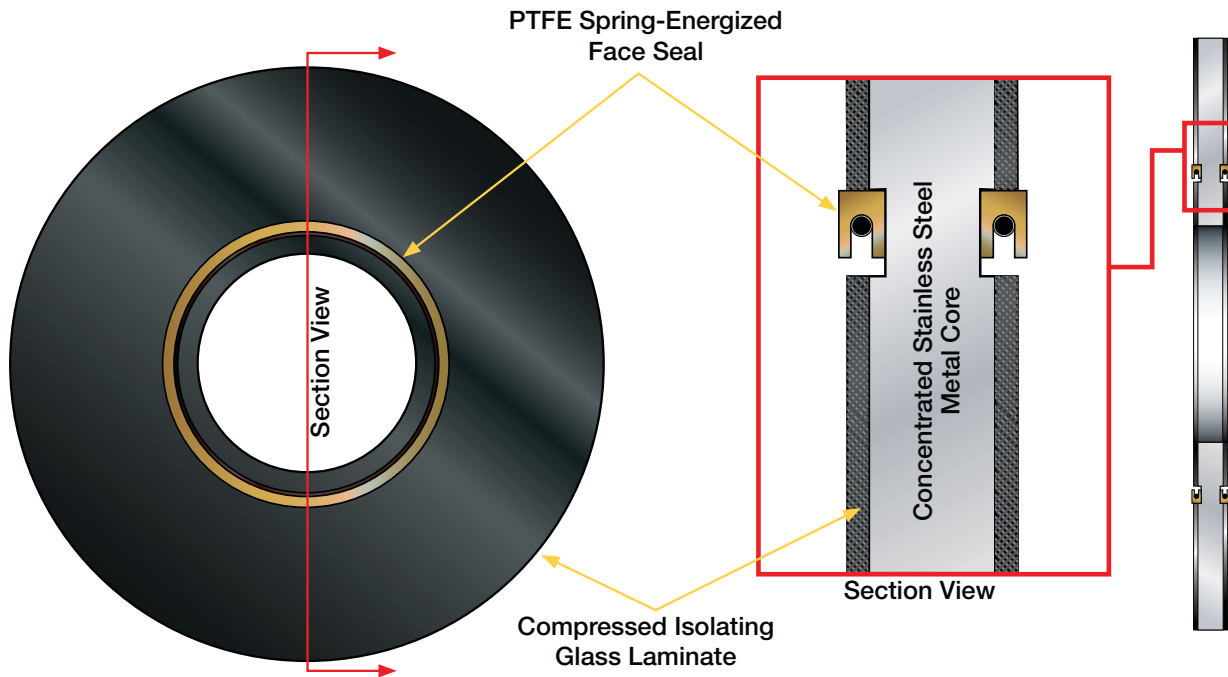 PTFE Spring-Energized
Face Seal
Section View
Concentrated Stainless Steel
Metal Core
Section View
Compressed Isolating
Glass Laminate